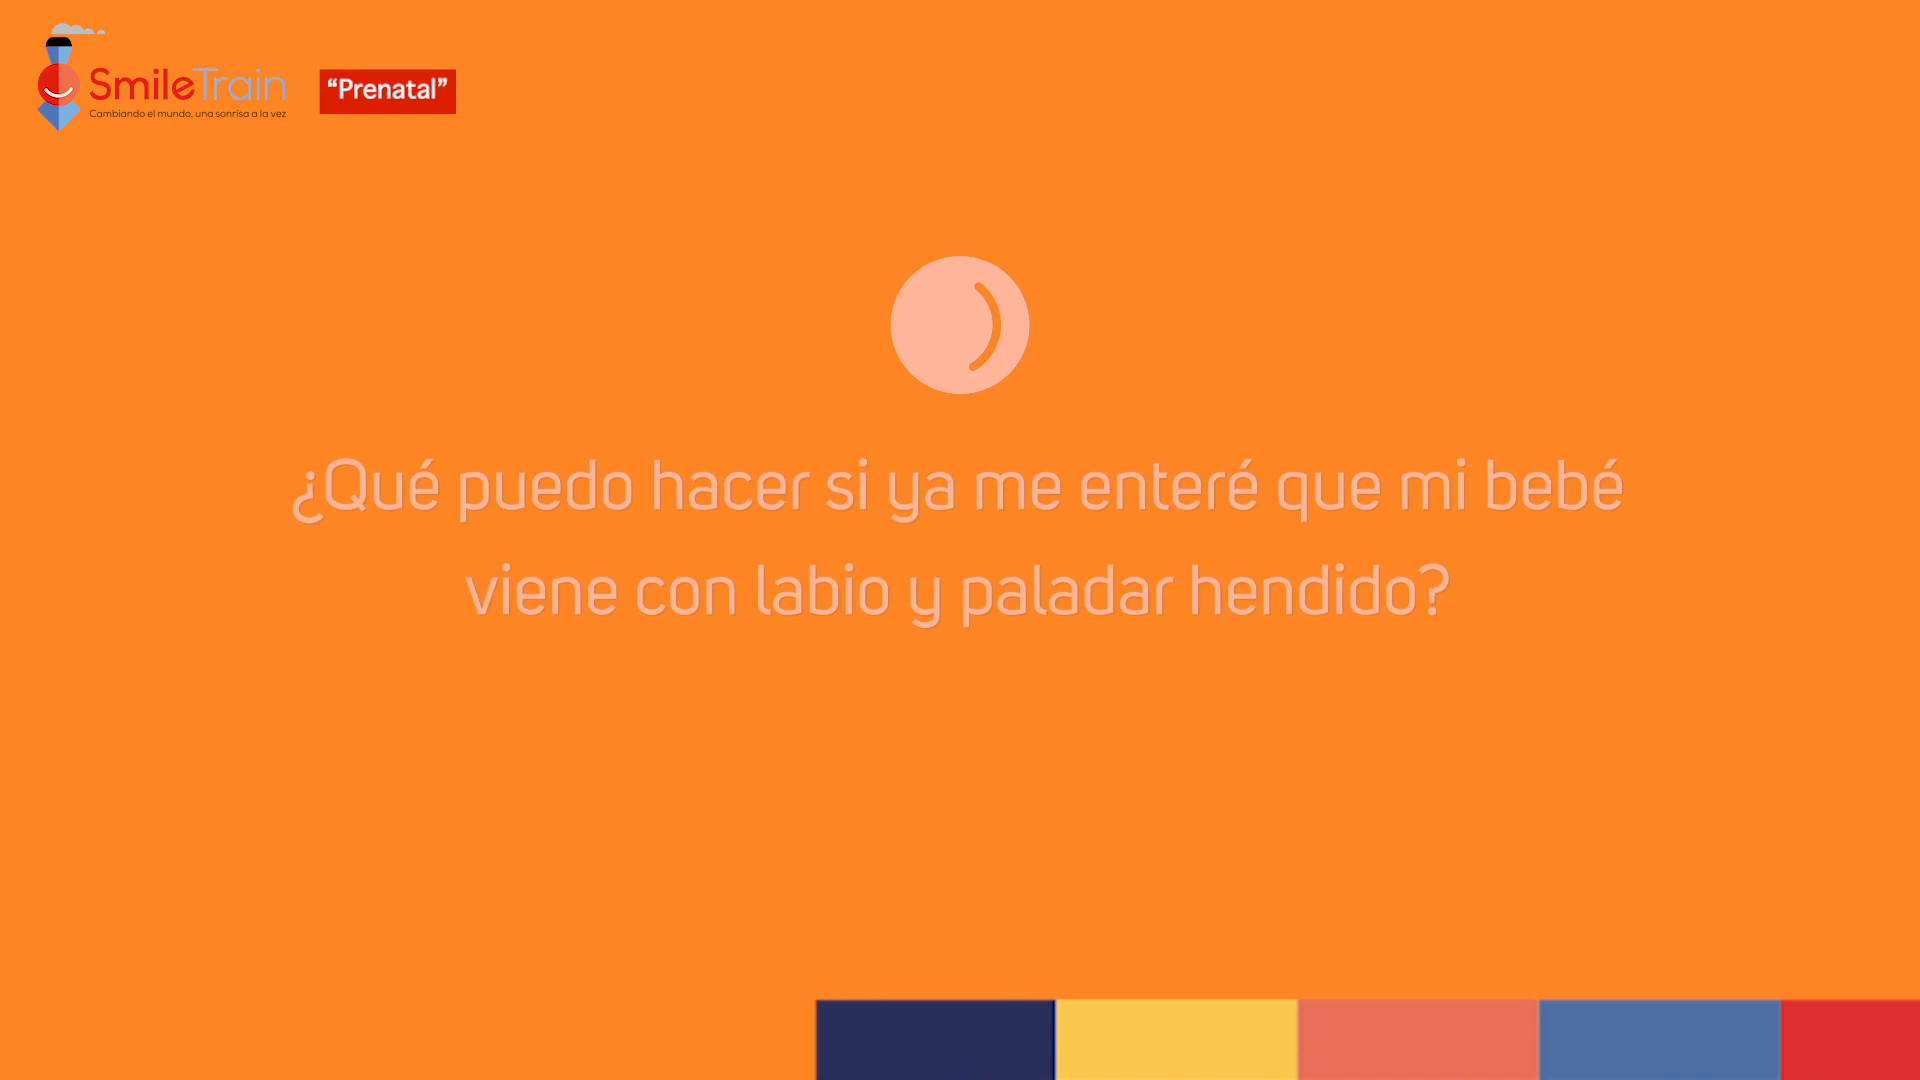 SmileTrain
Cambiando el mundo, una sonrisa a la vez
“Prenatal”
¿Qué puedo hacer si ya me enteré que mi bebé
viene con labio y paladar hendido?